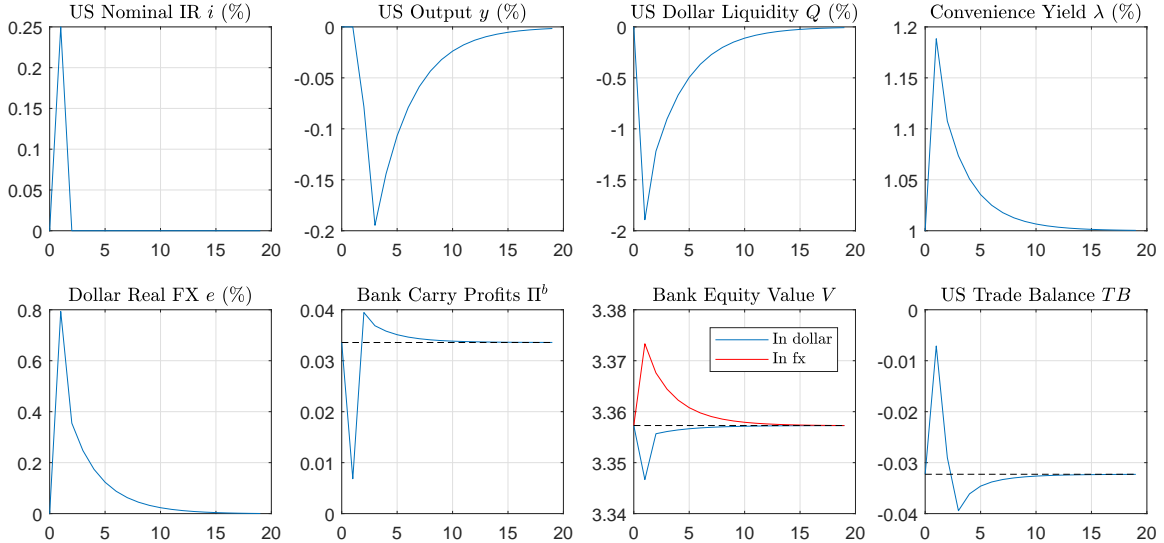 US Nominal IR i (%)
0.25
0.2
0.15
0.1
0.05
0
0 5 10 15 20
US Output y (%)
0
-0.05
-0.1
-0.15
-0.2
0 5 10 15 20
US Dollar Liquidity Q (%)
0
-0.5
-1
-1.5
-2
0 5 10 15 20
Convenience Yield λ (%)
1.2
1.15
1.1
1.05
1
0 5 10 15 20
Dollar Real FX e (%)
0.8
0.6
0.4
0.2
0
0 5 10 15 20
Bank Carry Profits Πᵇ
0.04
0.03
0.02
0.01
0
0 5 10 15 20
Bank Equity Value V
3.38
3.37
3.36
3.35
3.34
In dollar
In fx
0 5 10 15 20
US Trade Balance TB
0
-0.01
-0.02
-0.03
-0.04
0 5 10 15 20